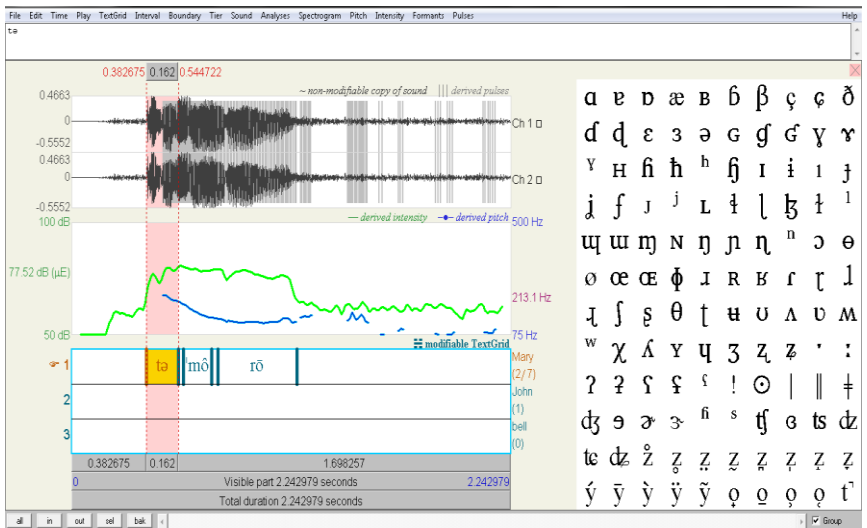 File Edit Time Play TextGrid Interval Boundary Tier Sound Analyses Spectrogram Pitch Intensity Formants Pulses Help
tə
0.382675 0.162 0.544722
~ non-modifiable copy of sound ||| derived pulses
0.4663
0
-0.5552
Ch 1
0.4663
0
-0.5552
Ch 2
100 dB
derived intensity derived pitch
500 Hz
77.52 dB (µE)
213.1 Hz
50 dB
75 Hz
modifiable TextGrid
1 tə ˈmô rō Mary
(2/7)
2 John
(1)
3 bell
(0)
0.382675 0.162 1.698257
0 Visible part 2.242979 seconds 2.242979
Total duration 2.242979 seconds
all in out sel bak Group
ɑ ɐ ɒ æ ʙ ɓ β ç ɕ ð
ɗ ɖ ɛ ɜ ə ɢ ɠ ʛ ɣ ɤ
ʜ ɦ ħ ʰ ɧ ɪ ɨ ɟ
ʝ ʄ ᴊ ʲ ʟ ɬ ɭ ɮ ɫ ˡ
ɰ ɯ ɱ ɴ ŋ ɲ ɳ ⁿ ɔ ɵ
ø œ ɶ ɸ ɹ ʀ ʁ ɾ ɽ ɺ
ɻ ʃ ʂ θ ʈ ʉ ʊ ʌ ʋ ʍ
ʷ χ ʎ ʏ ɥ ʒ ʐ ʑ ˑ ː
ʔ ʡ ʕ ʢ ˤ ! ʘ ǀ ǁ ǂ
ʤ ɘ ɚ ɝ ˢ ʧ ɞ ʦ ʣ
ʨ ʥ